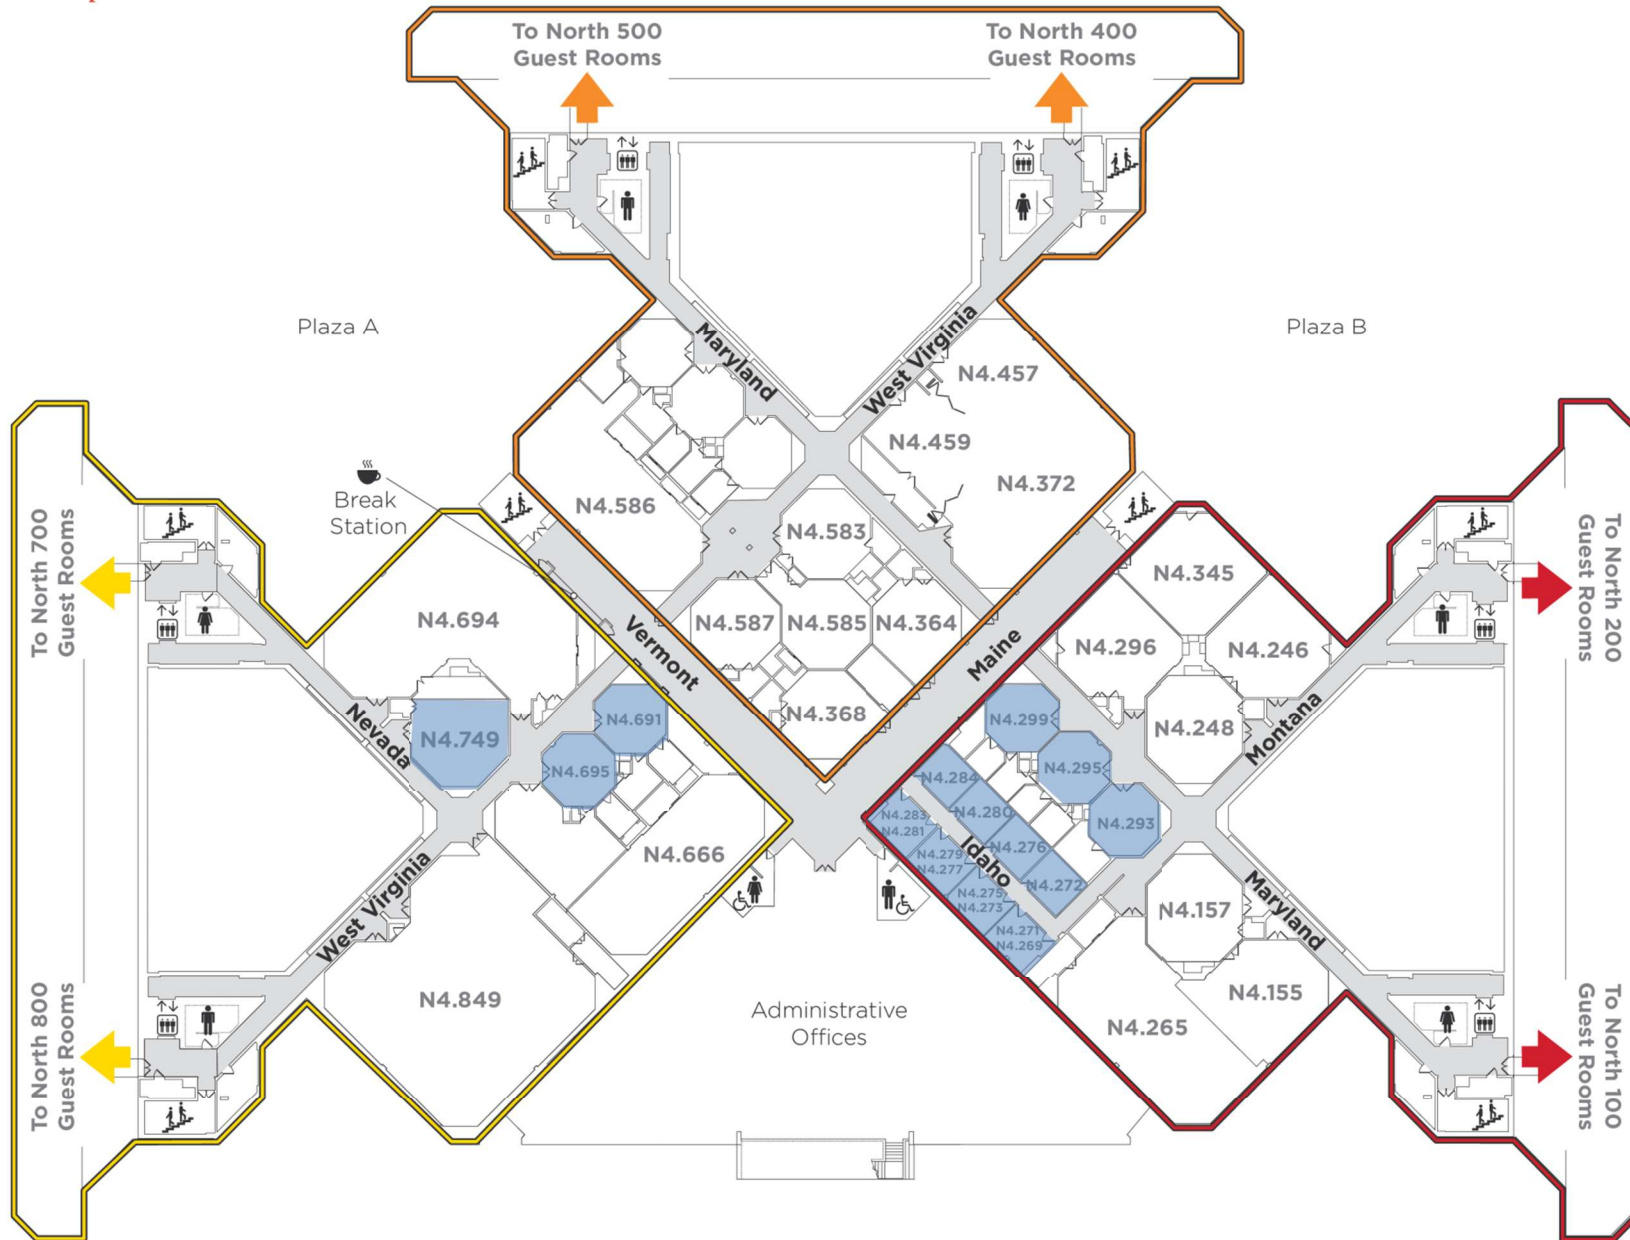 To North 500
Guest Rooms
To North 400
Guest Rooms
Plaza A
Plaza B
Maryland
West Virginia
N4.457
N4.459
N4.372
Break
Station
N4.586
N4.583
N4.587
N4.585
N4.364
N4.368
Vermont
Maine
To North 700
Guest Rooms
N4.694
N4.691
N4.749
N4.695
Nevada
N4.666
West Virginia
N4.849
To North 800
Guest Rooms
N4.345
N4.296
N4.246
N4.299
N4.248
N4.295
N4.284
N4.280
N4.293
N4.283
N4.281
N4.276
N4.279
N4.277
Idaho
N4.272
N4.275
N4.273
N4.271
N4.269
Montana
N4.157
Maryland
N4.155
N4.265
Administrative
Offices
To North 200
Guest Rooms
To North 100
Guest Rooms